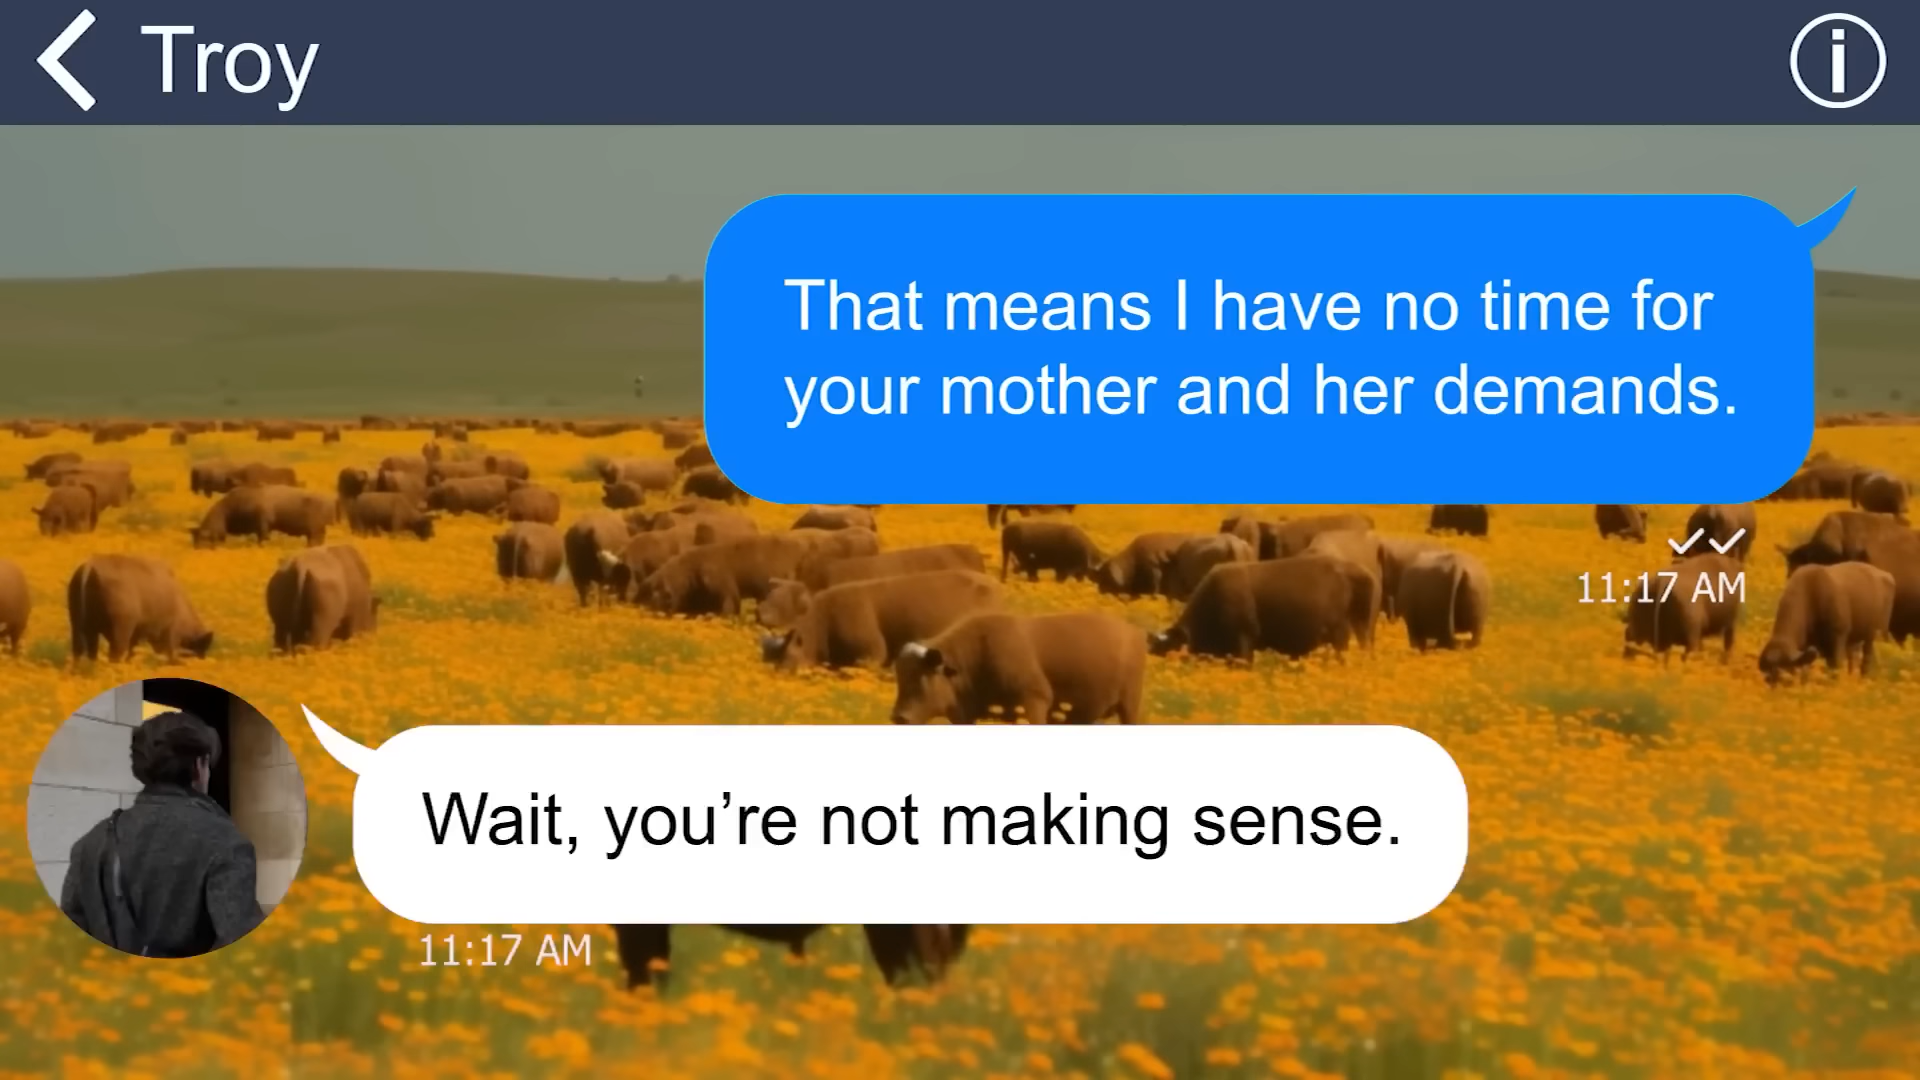 Troy
That means I have no time for
your mother and her demands.
11:17 AM
Wait, you’re not making sense.
11:17 AM